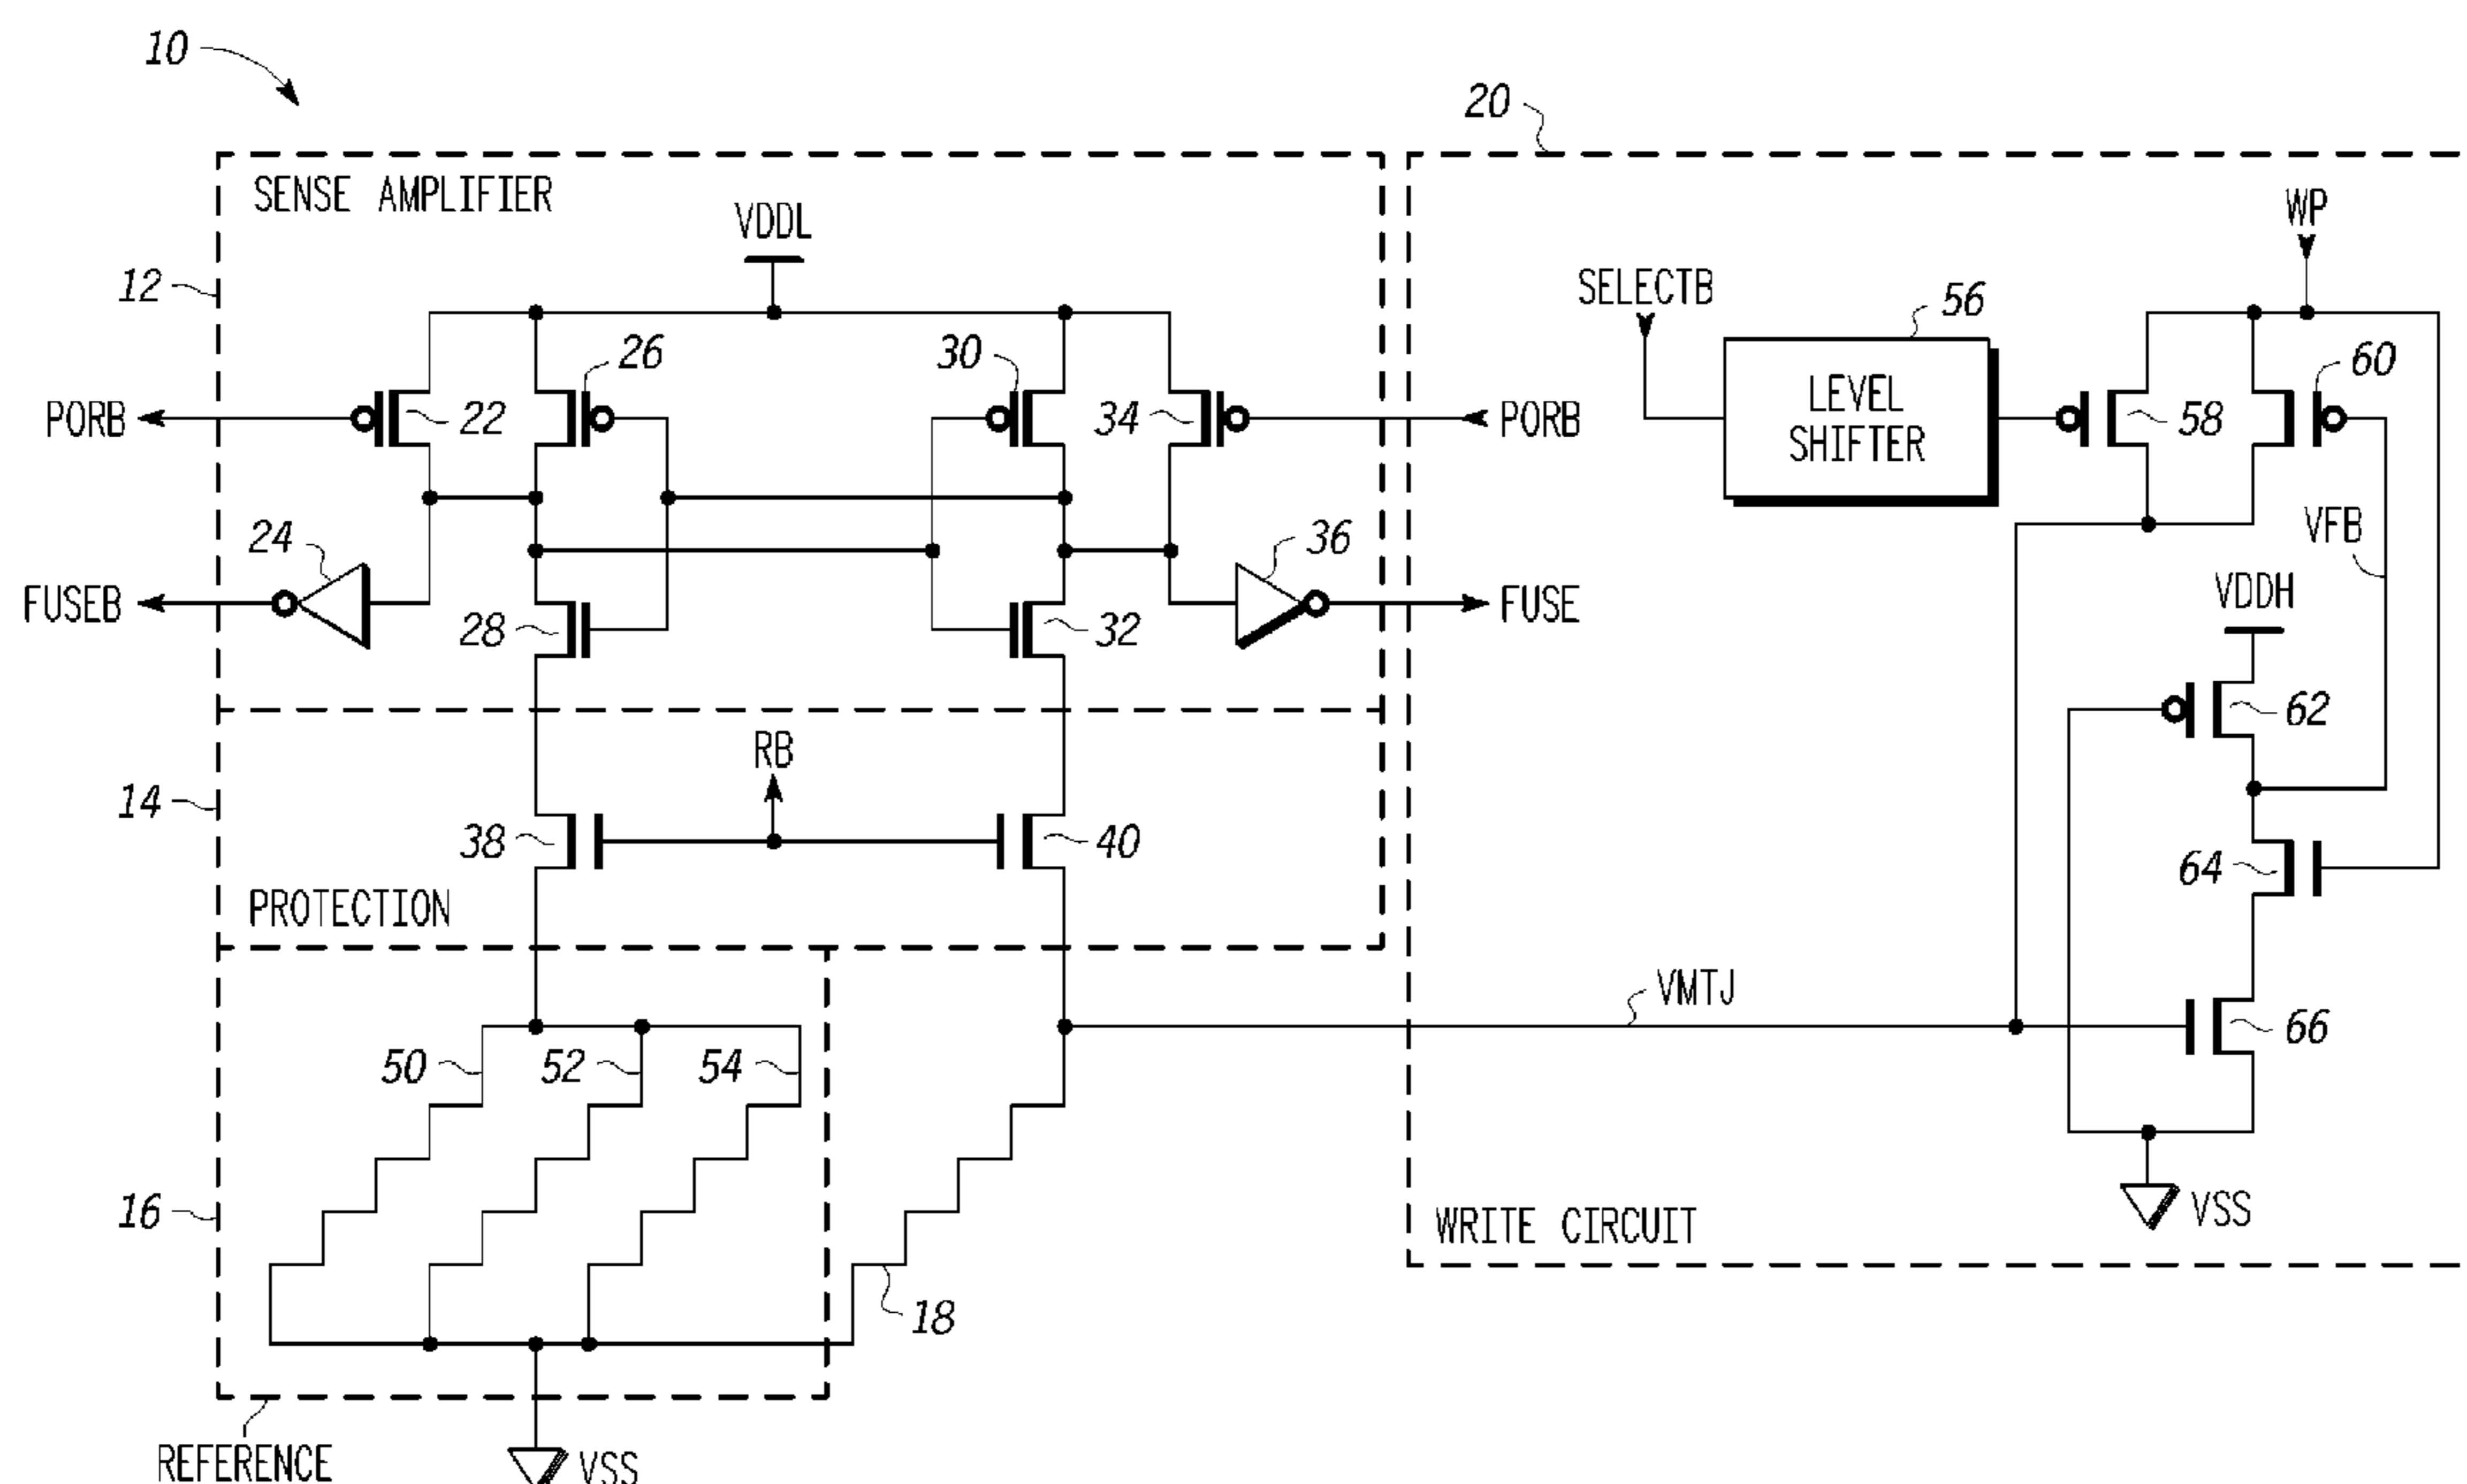 10
20
SENSE AMPLIFIER
VDDL
WP
12
SELECTB
56
26
30
60
PORB
22
34
PORB
LEVEL
SHIFTER
58
24
36
VFB
FUSEB
28
32
FUSE
VDDH
62
14
RB
38
40
64
PROTECTION
VMTJ
50
52
54
66
16
18
WRITE CIRCUIT
VSS
REFERENCE
VSS